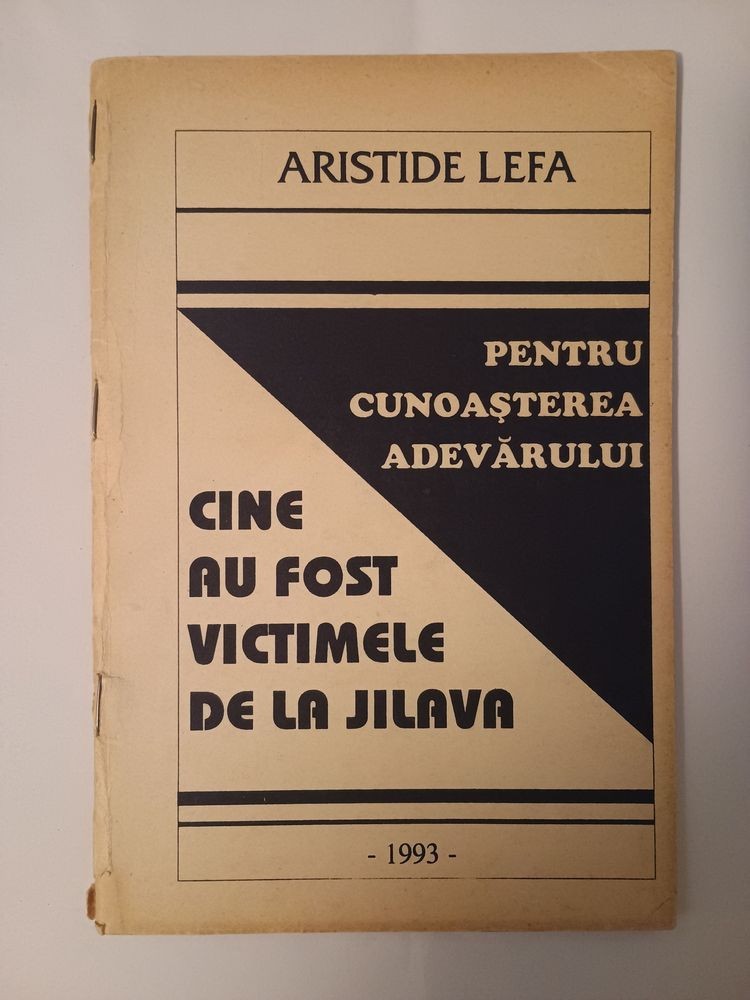 ARISTIDE LEFA
PENTRU
CUNOAŞTEREA
ADEVĂRULUI
CINE
AU FOST
VICTIMELE
DE LA JILAVA
- 1993 -